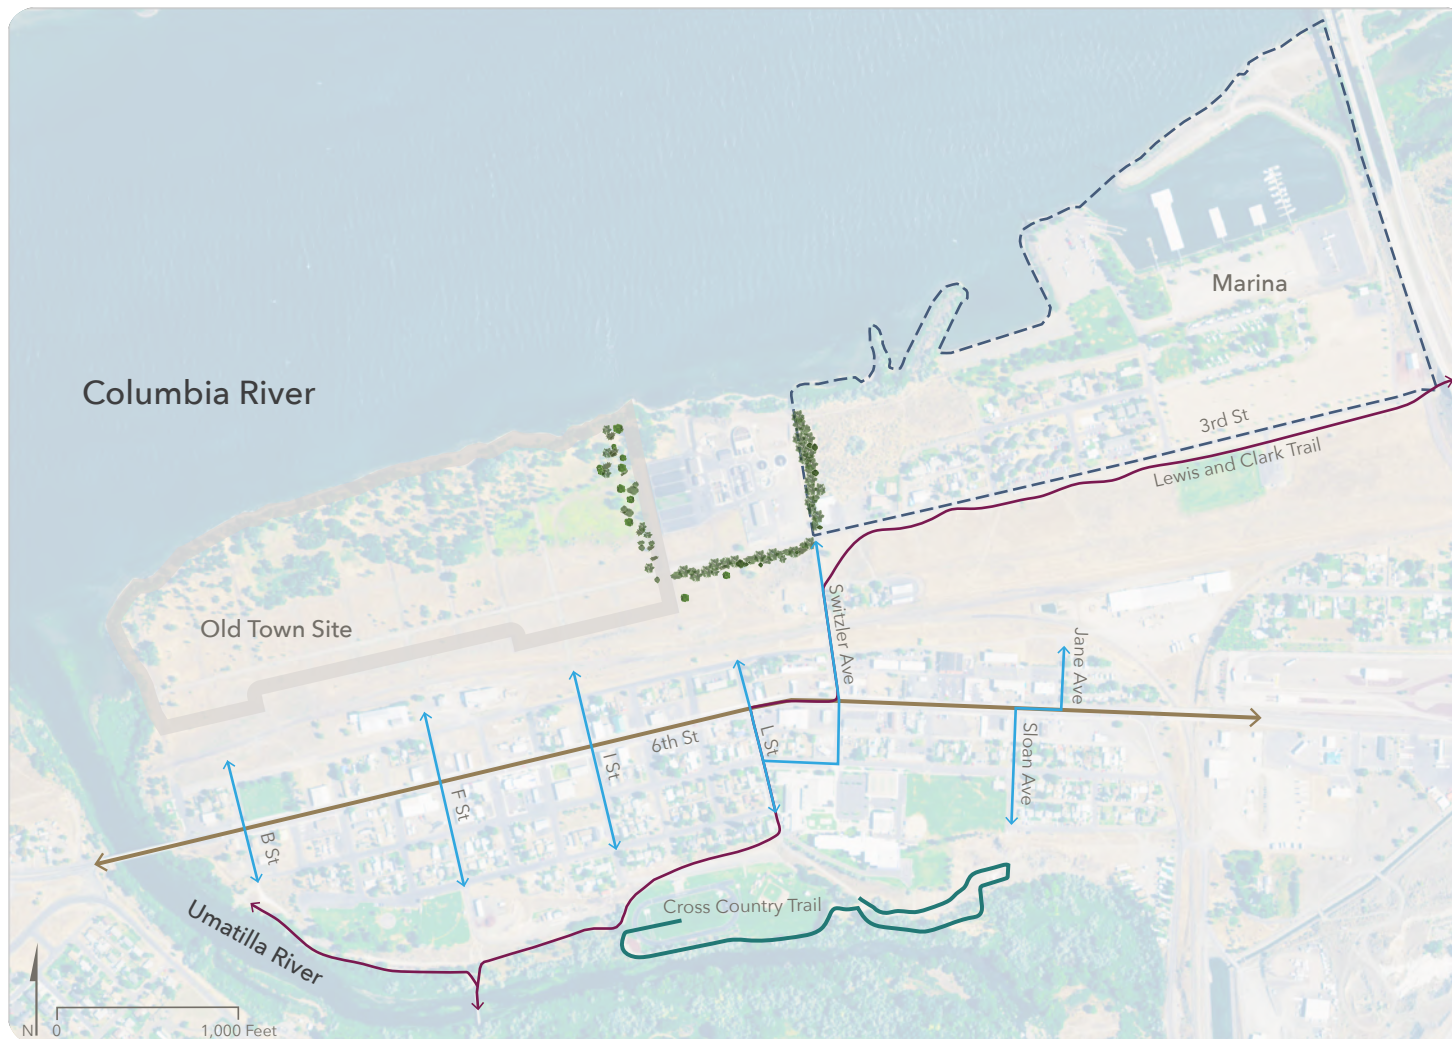 Marina
Columbia River
3rd St
Lewis and Clark Trail
Switzler Ave
Old Town Site
Jane Ave
6th St
L St
I St
Sloan Ave
F St
B St
Cross Country Trail
Umatilla River
N 0 1,000 Feet